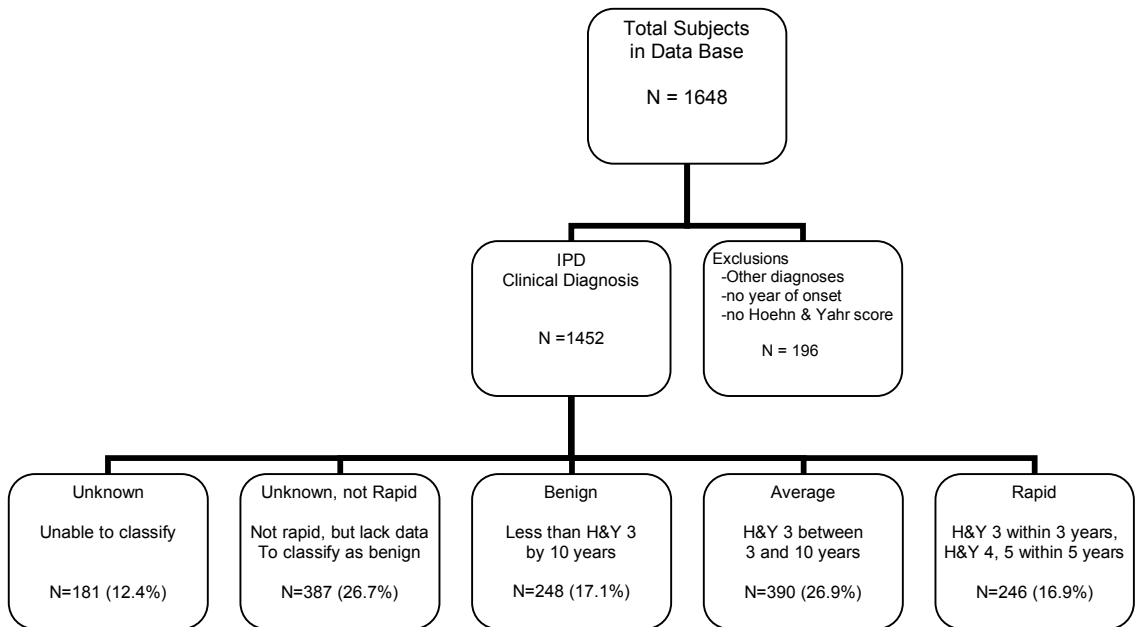 Total Subjects
in Data Base
N = 1648
IPD
Clinical Diagnosis
N =1452
Exclusions
-Other diagnoses
-no year of onset
-no Hoehn & Yahr score
N = 196
Unknown
Unable to classify
N=181 (12.4%)
Unknown, not Rapid
Not rapid, but lack data
To classify as benign
N=387 (26.7%)
Benign
Less than H&Y 3
by 10 years
N=248 (17.1%)
Average
H&Y 3 between
3 and 10 years
N=390 (26.9%)
Rapid
H&Y 3 within 3 years,
H&Y 4, 5 within 5 years
N=246 (16.9%)